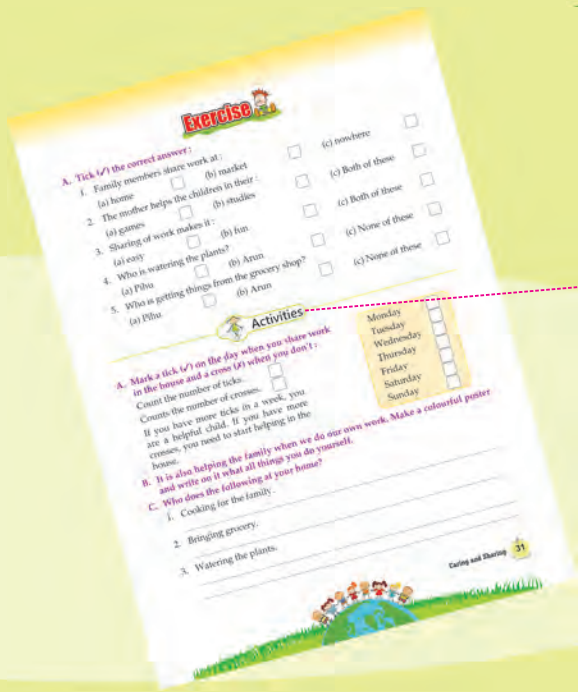 Exercise
A. Tick (✓) the correct answer :
1. Family members share work at :
(a) home (b) market (c) nowhere
2. The mother helps the children in their :
(a) games (b) studies (c) Both of these
3. Sharing of work makes it :
(a) easy (b) fun (c) Both of these
4. Who is watering the plants?
(a) Pihu (b) Arun (c) None of these
5. Who is getting things from the grocery shop?
(a) Pihu (b) Arun (c) None of these
Activities
A. Mark a tick (✓) on the day when you share work
in the house and a cross (✗) when you don't :
Count the number of ticks.
Counts the number of crosses.
If you have more ticks in a week, you
are a helpful child. If you have more
crosses, you need to start helping in the
house.
Monday
Tuesday
Wednesday
Thursday
Friday
Saturday
Sunday
B. It is also helping the family when we do our own work. Make a colourful poster
and write on it what all things you do yourself.
C. Who does the following at your home?
1. Cooking for the family.
2. Bringing grocery.
3. Watering the plants.
Caring and Sharing 31